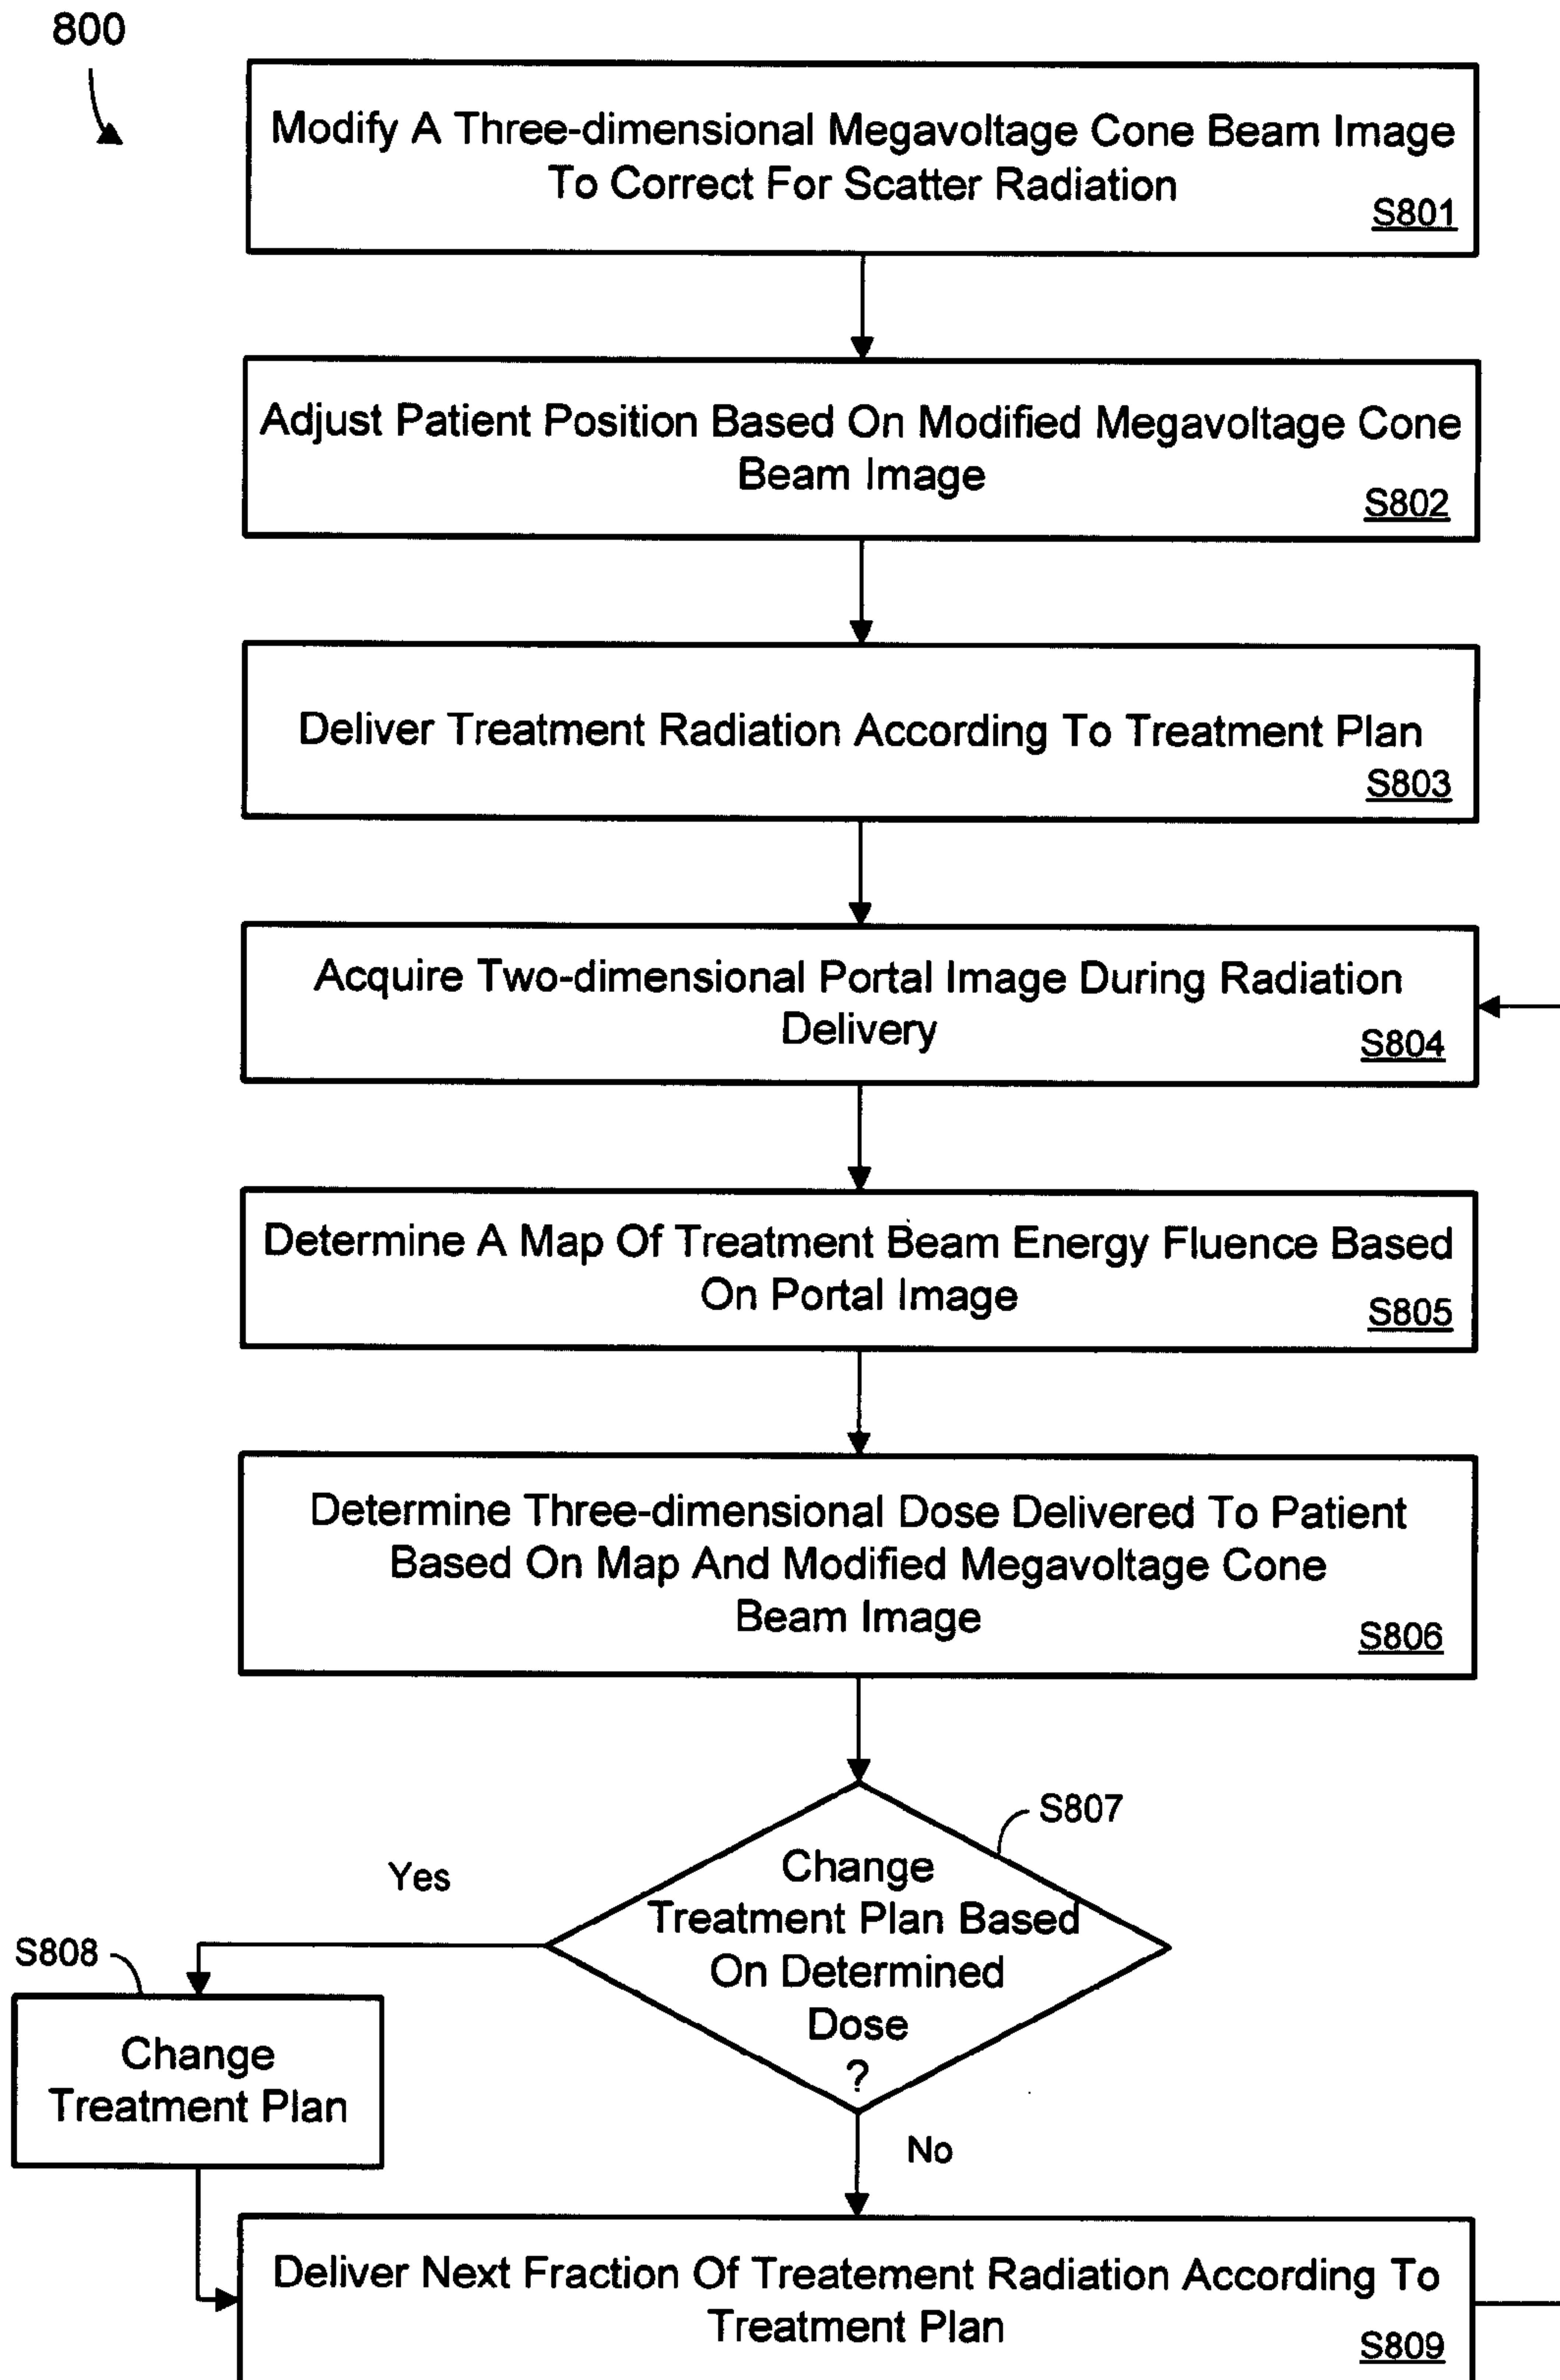 800
Modify A Three-dimensional Megavoltage Cone Beam Image
To Correct For Scatter Radiation
S801
Adjust Patient Position Based On Modified Megavoltage Cone
Beam Image
S802
Deliver Treatment Radiation According To Treatment Plan
S803
Acquire Two-dimensional Portal Image During Radiation
Delivery
S804
Determine A Map Of Treatment Beam Energy Fluence Based
On Portal Image
S805
Determine Three-dimensional Dose Delivered To Patient
Based On Map And Modified Megavoltage Cone
Beam Image
S806
S807
Change
Treatment Plan Based
On Determined
Dose
?
Yes
S808
Change
Treatment Plan
No
Deliver Next Fraction Of Treatement Radiation According To
Treatment Plan
S809